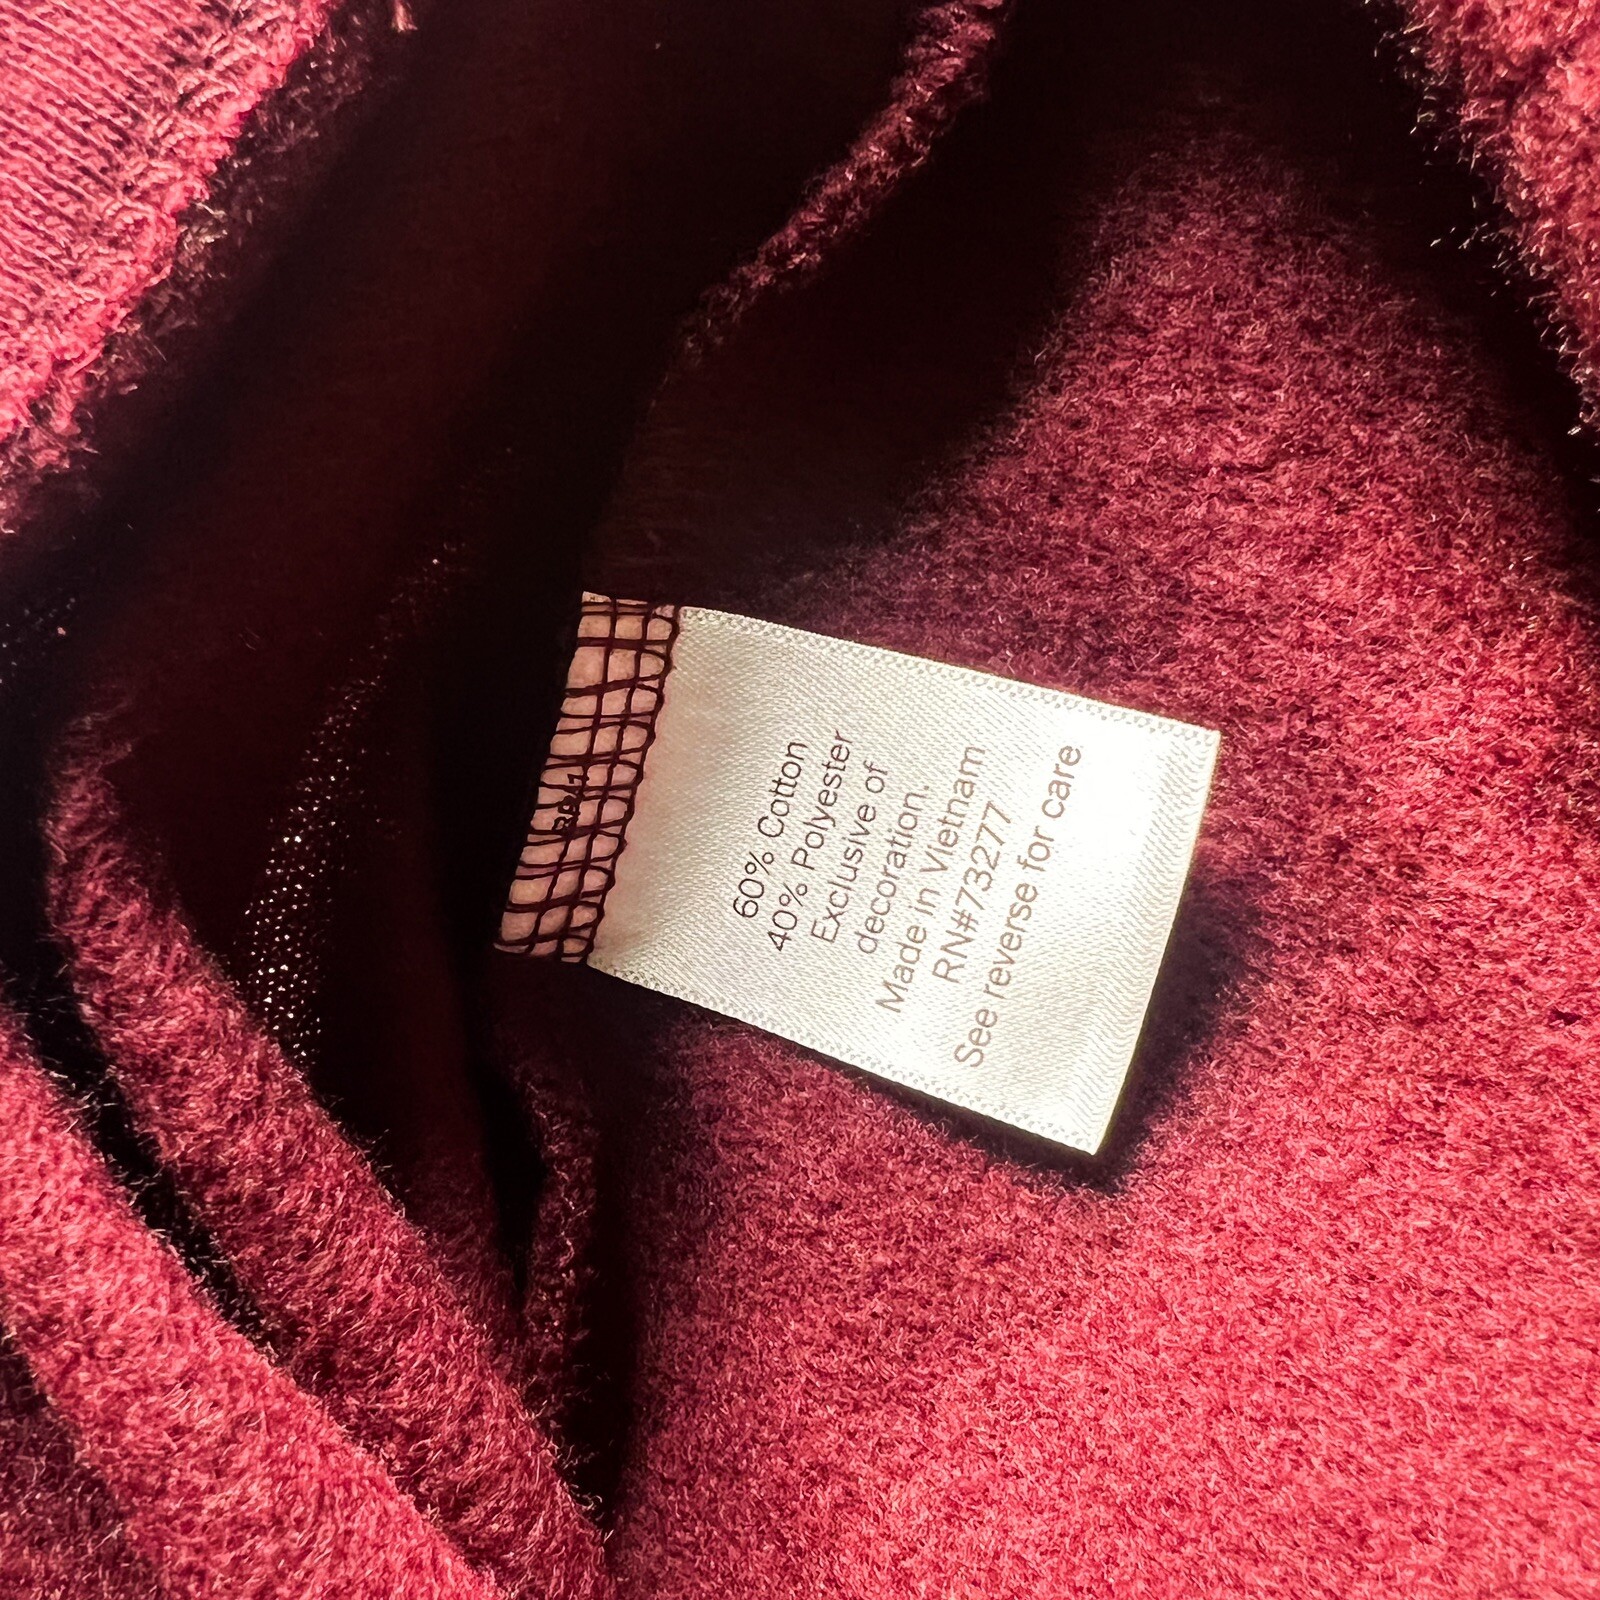 60% Cotton
40% Polyester
Exclusive of
decoration.
Made in Vietnam
RN#73277
See reverse for care